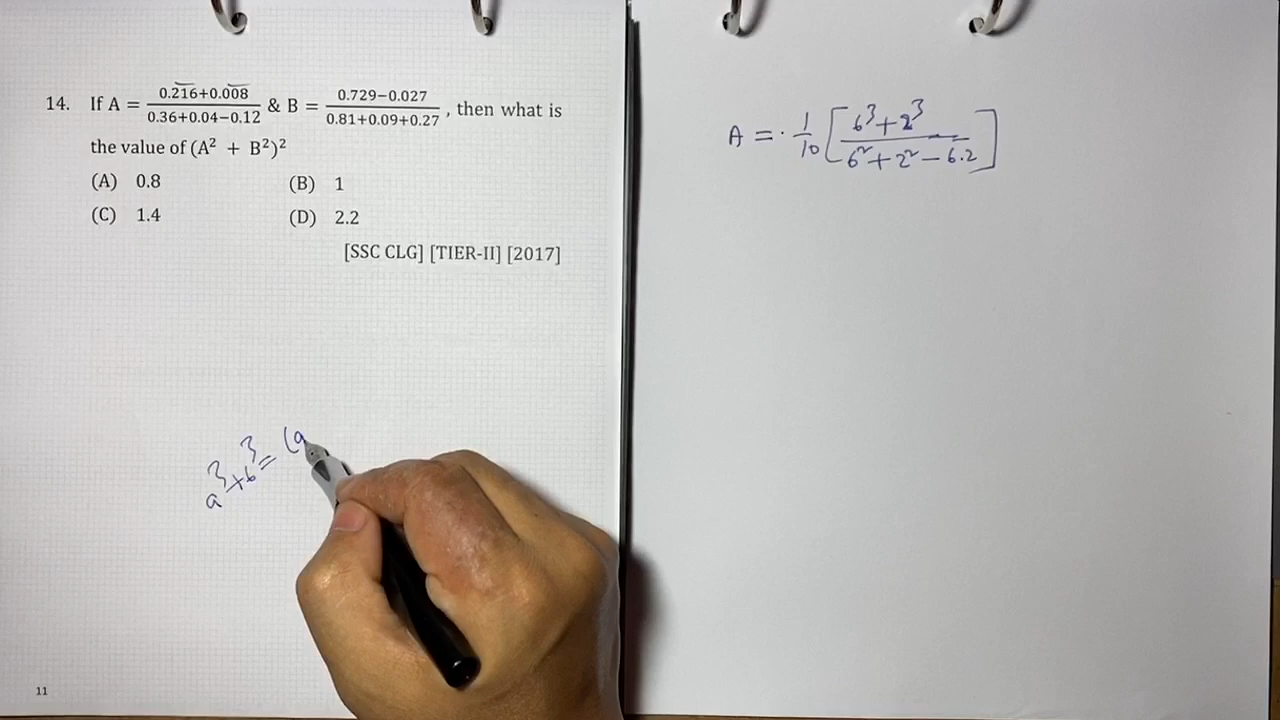 14. If A = (0.216+0.008)/(0.36+0.04−0.12) & B = (0.729−0.027)/(0.81+0.09+0.27) , then what is
the value of (A² + B²)²
(A) 0.8 (B) 1
(C) 1.4 (D) 2.2
[SSC CLG] [TIER-II] [2017]
a³+b³= (a
11
A = · 1/10 [ (6³+2³)/(6²+2²−6.2) ]